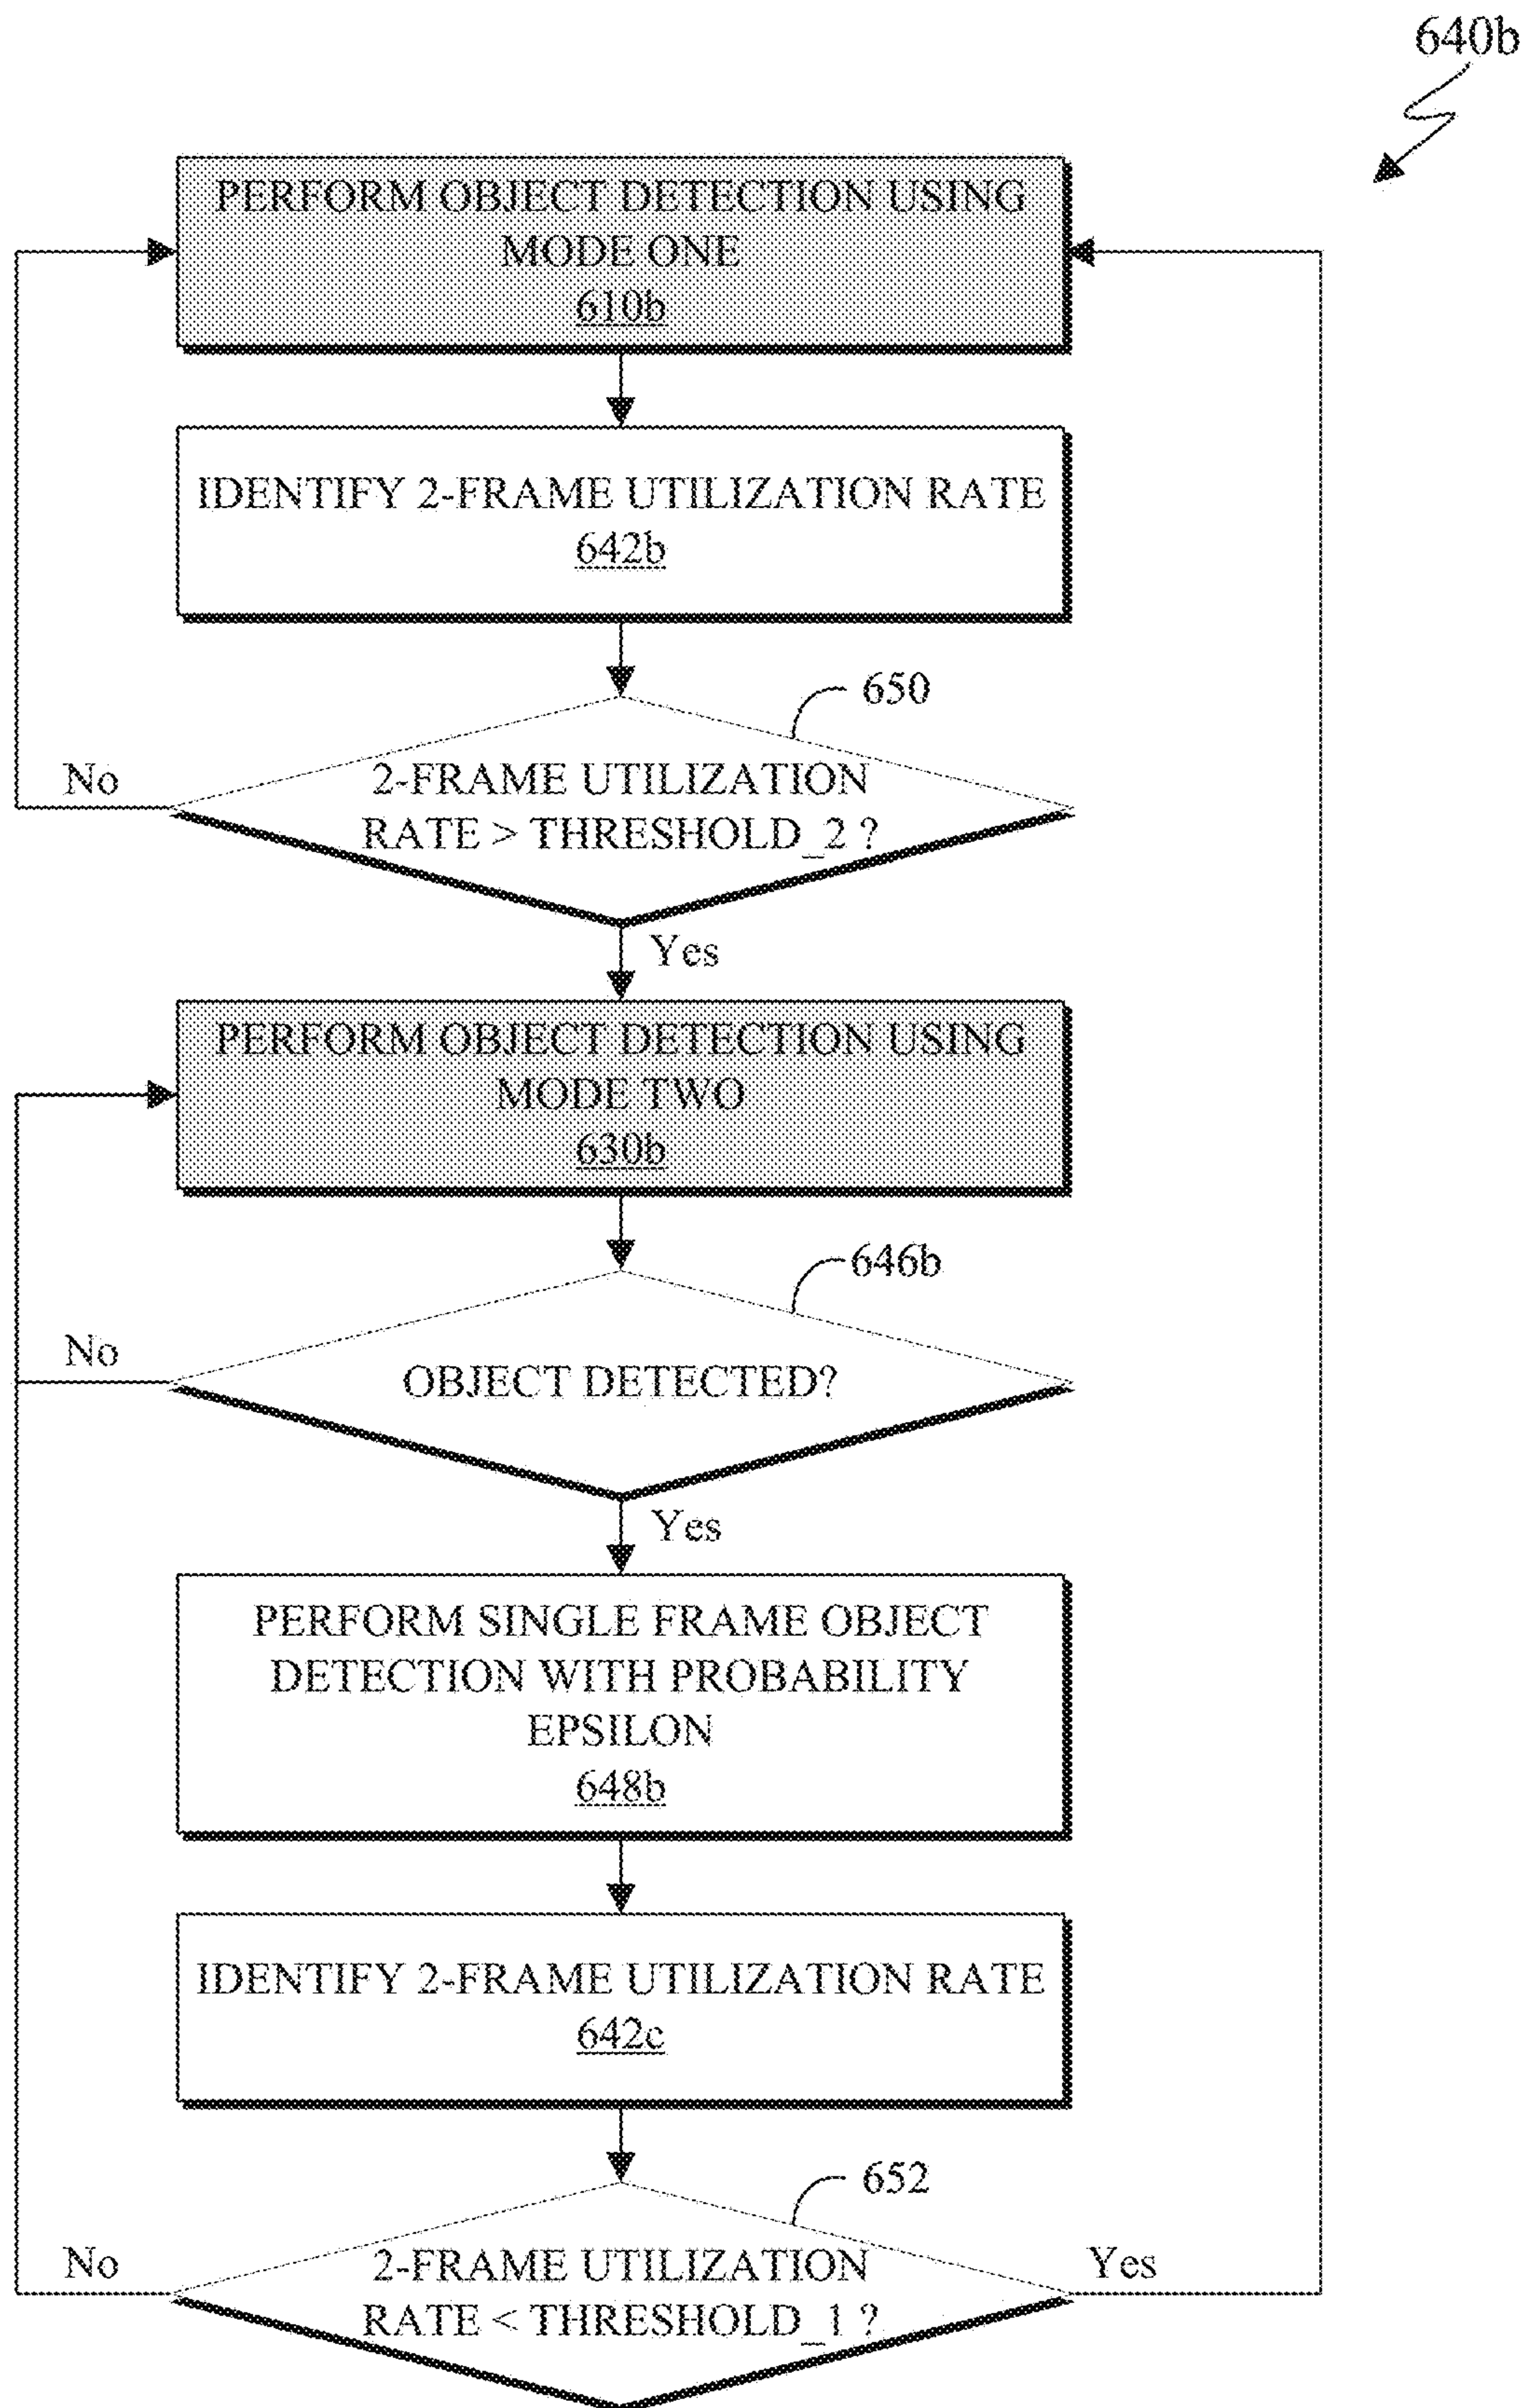 640b
PERFORM OBJECT DETECTION USING
MODE ONE
610b
IDENTIFY 2-FRAME UTILIZATION RATE
642b
650
No
2-FRAME UTILIZATION
RATE > THRESHOLD_2 ?
Yes
PERFORM OBJECT DETECTION USING
MODE TWO
630b
646b
No
OBJECT DETECTED?
Yes
PERFORM SINGLE FRAME OBJECT
DETECTION WITH PROBABILITY
EPSILON
648b
IDENTIFY 2-FRAME UTILIZATION RATE
642c
652
No
2-FRAME UTILIZATION
RATE < THRESHOLD_1 ?
Yes